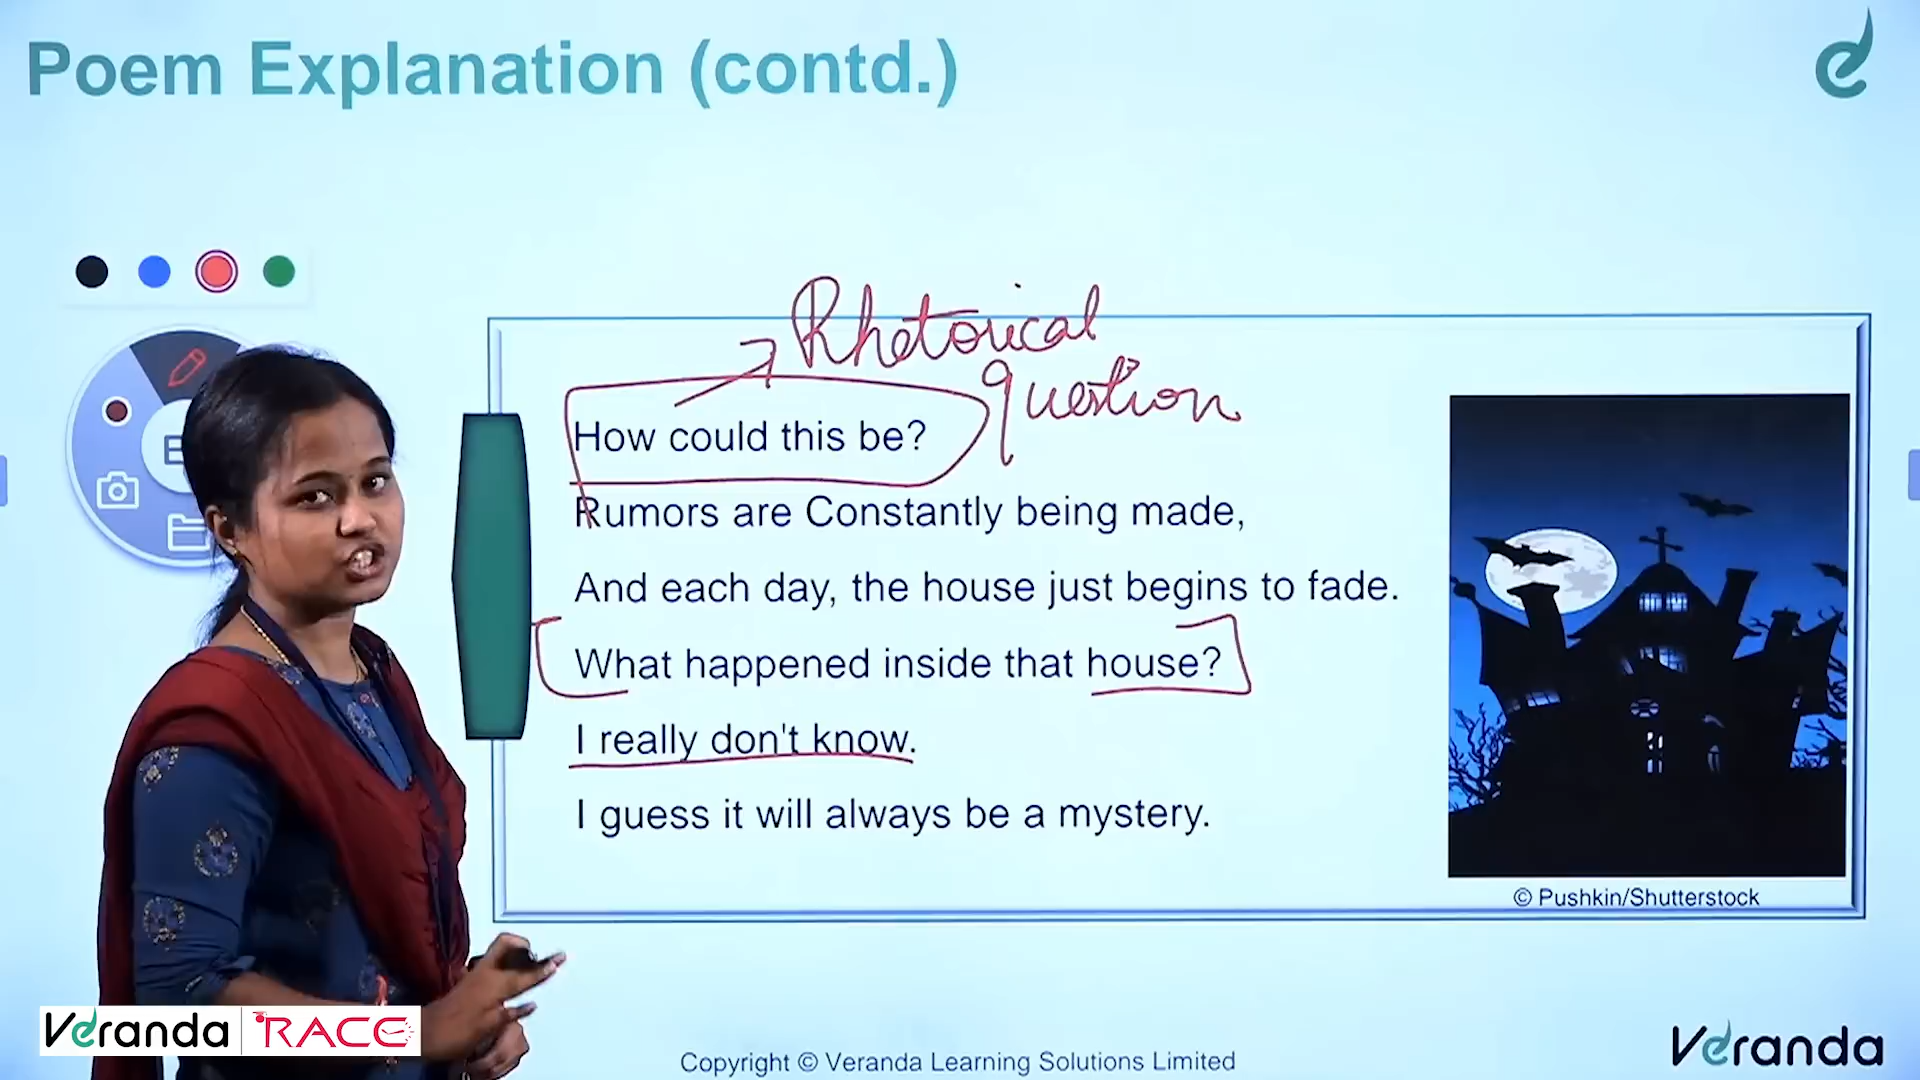 Poem Explanation (contd.)
Rhetorical
question
How could this be?
Rumors are Constantly being made,
And each day, the house just begins to fade.
What happened inside that house?
I really don't know.
I guess it will always be a mystery.
© Pushkin/Shutterstock
Veranda RACE
Copyright © Veranda Learning Solutions Limited
Veranda